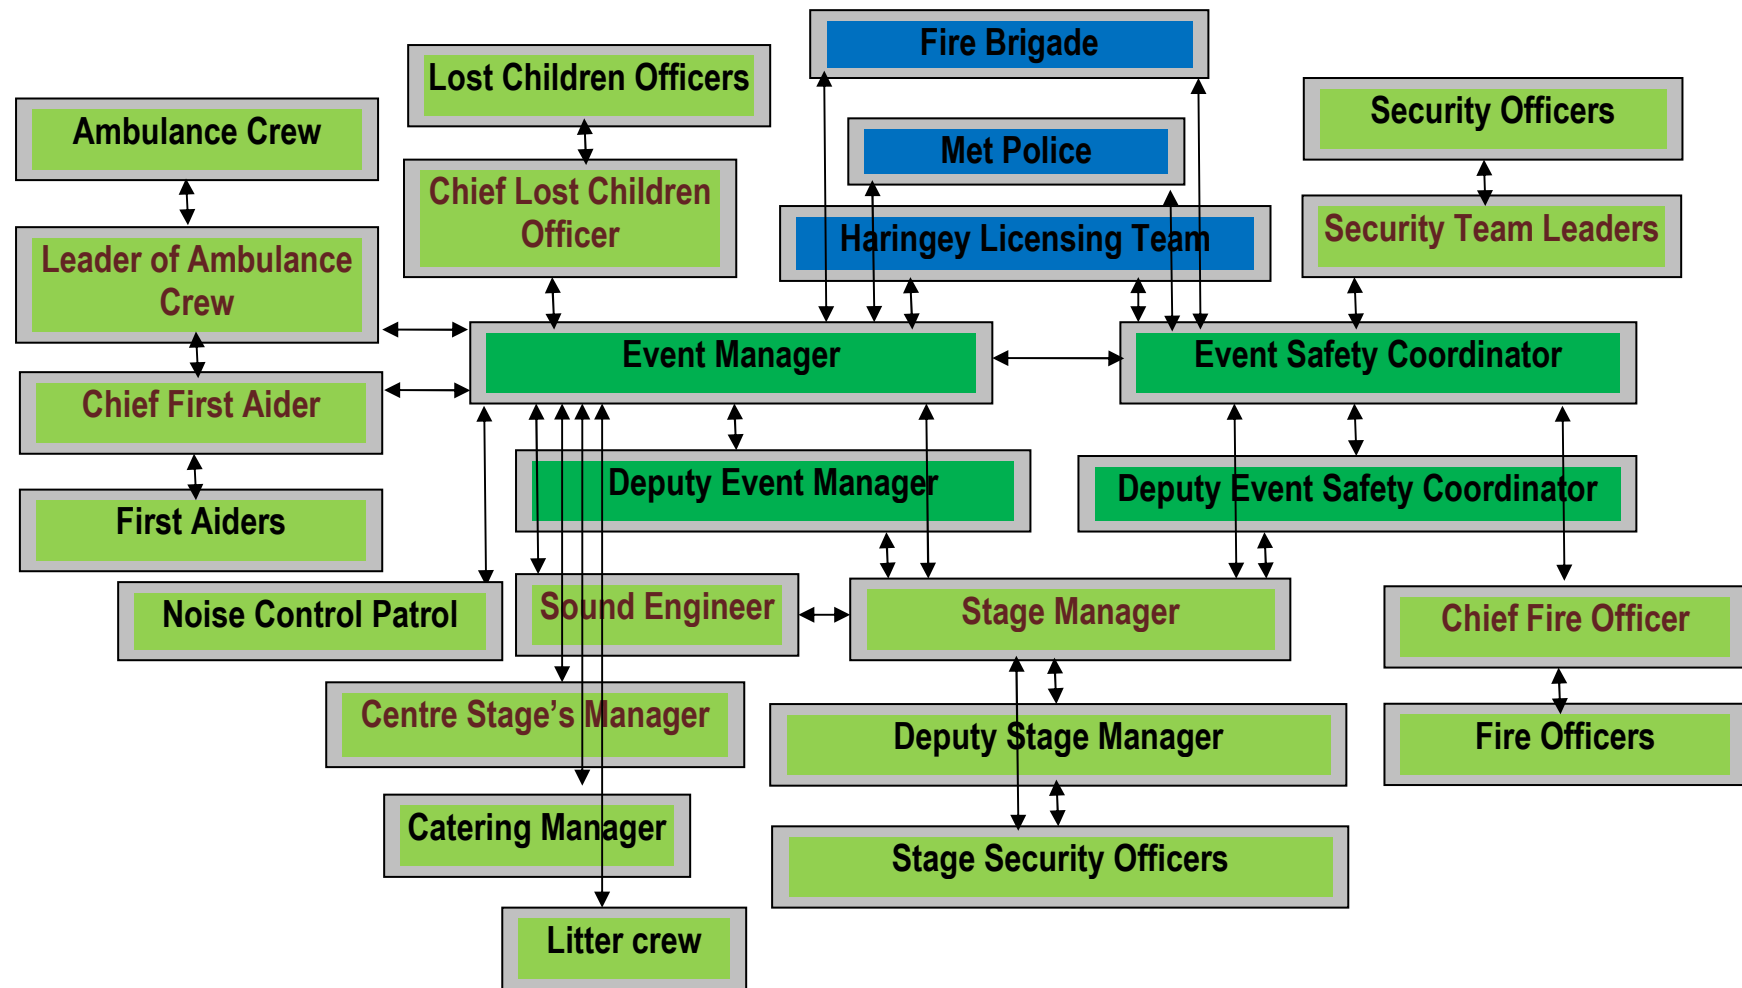 Fire Brigade
Lost Children Officers
Security Officers
Ambulance Crew
Met Police
Chief Lost Children
Officer
Haringey Licensing Team
Security Team Leaders
Leader of Ambulance
Crew
Event Manager
Event Safety Coordinator
Chief First Aider
Deputy Event Manager
Deputy Event Safety Coordinator
First Aiders
Noise Control Patrol
Sound Engineer
Stage Manager
Chief Fire Officer
Centre Stage’s Manager
Deputy Stage Manager
Fire Officers
Catering Manager
Stage Security Officers
Litter crew